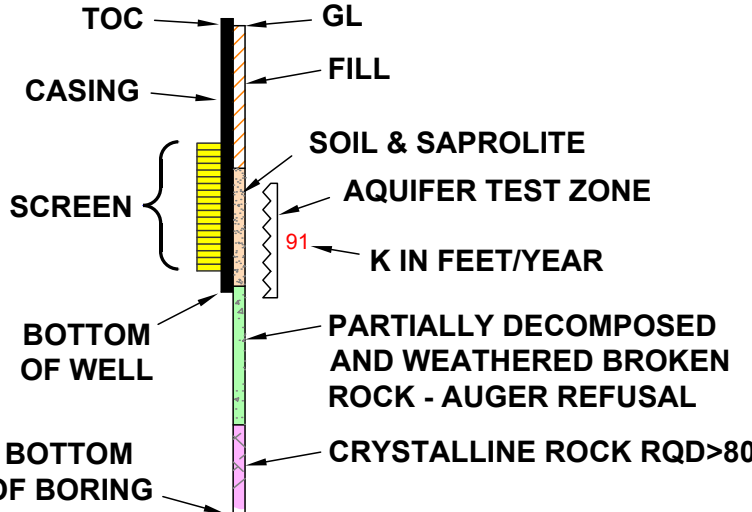 TOC
GL
FILL
CASING
SOIL & SAPROLITE
AQUIFER TEST ZONE
SCREEN
91
K IN FEET/YEAR
BOTTOM
OF WELL
PARTIALLY DECOMPOSED
AND WEATHERED BROKEN
ROCK - AUGER REFUSAL
CRYSTALLINE ROCK RQD>80
BOTTOM
OF BORING